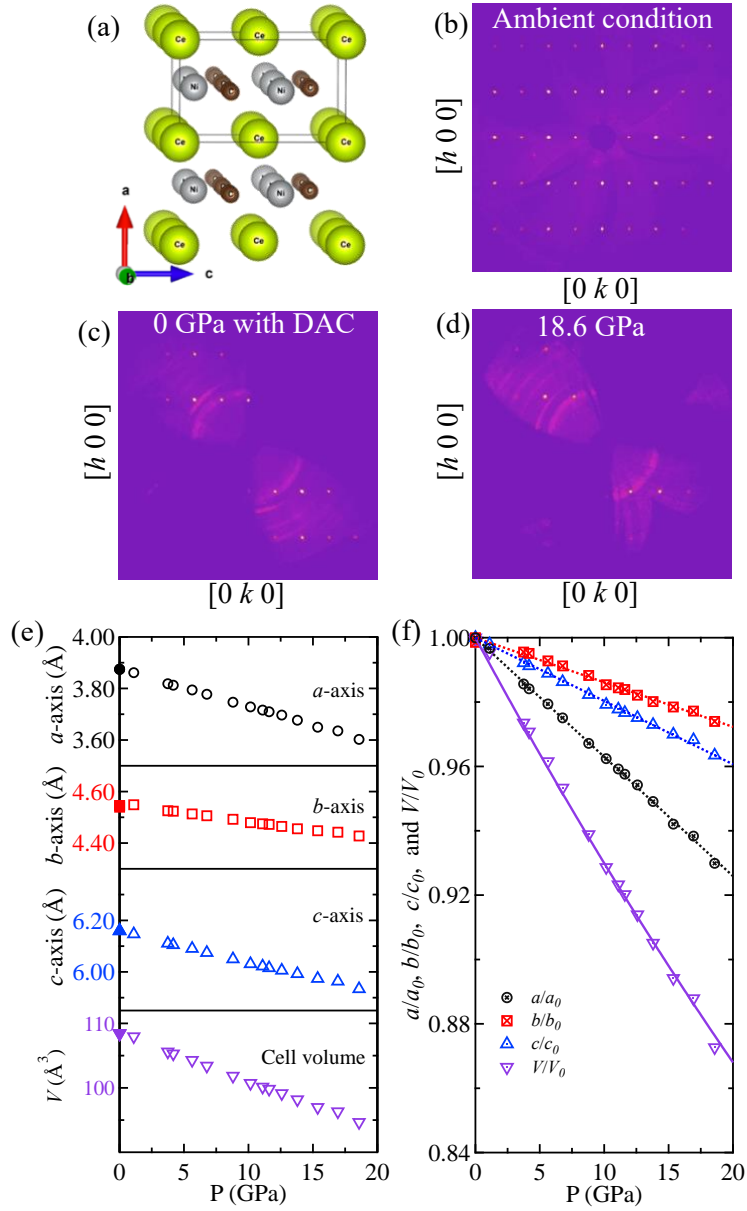 (a)
Ce Ce Ce
Ni Ni
Ce Ce Ce
Ni Ni
Ce Ce Ce
a
b
c
(b)
Ambient condition
[h 0 0]
[0 k 0]
(c)
0 GPa with DAC
[h 0 0]
[0 k 0]
(d)
18.6 GPa
[h 0 0]
[0 k 0]
(e)
4.00
3.80
3.60
a-axis (Å)
a-axis
4.60
4.40
b-axis (Å)
b-axis
6.20
6.00
c-axis (Å)
c-axis
110
100
V (Å³)
Cell volume
0 5 10 15 20
P (GPa)
(f)
1.00
0.96
0.92
0.88
0.84
a/a₀, b/b₀, c/c₀, and V/V₀
a/a₀
b/b₀
c/c₀
V/V₀
0 5 10 15 20
P (GPa)